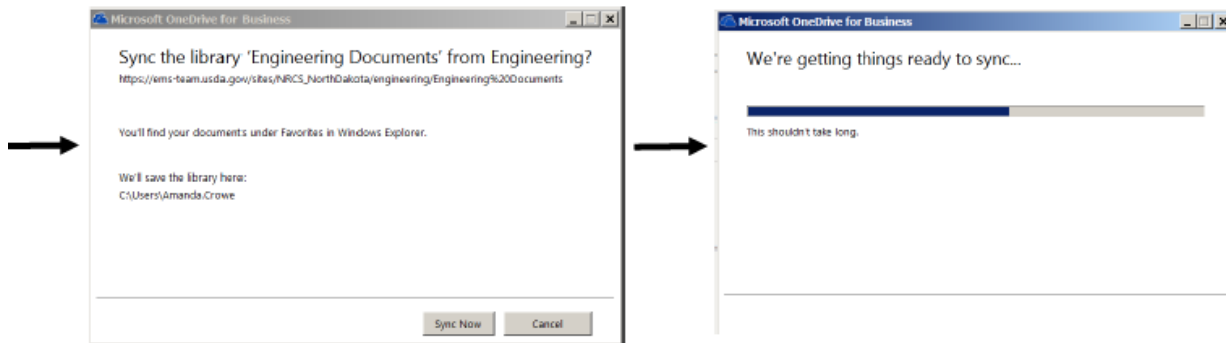 Microsoft OneDrive for Business
Sync the library 'Engineering Documents' from Engineering?
https://ems-team.usda.gov/sites/NRCS_NorthDakota/engineering/Engineering%20Documents
You'll find your documents under Favorites in Windows Explorer.
We'll save the library here:
C:\Users\Amanda.Crowe
Sync Now
Cancel
Microsoft OneDrive for Business
We're getting things ready to sync...
This shouldn't take long.